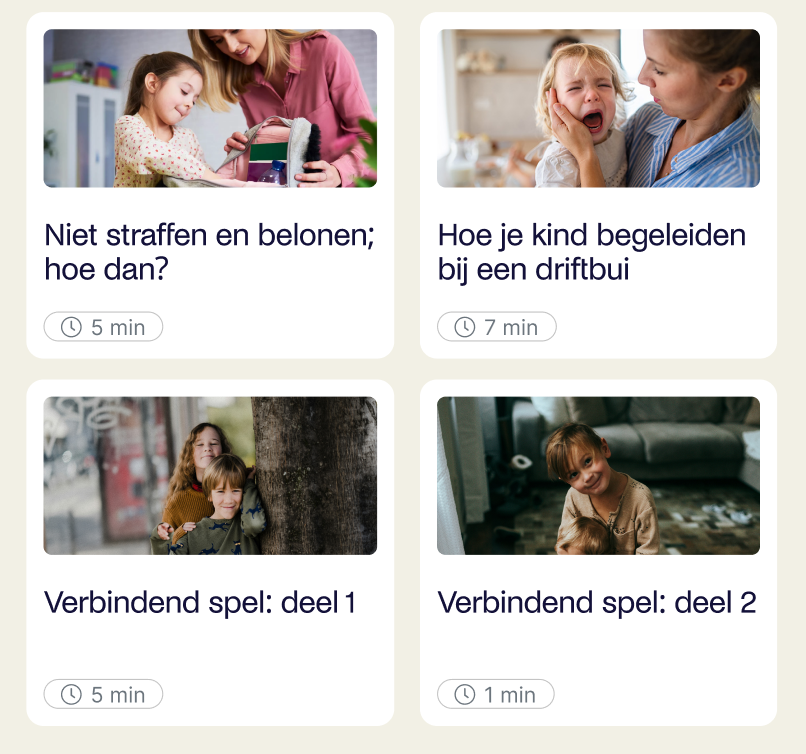 Niet straffen en belonen;
hoe dan?
5 min
Hoe je kind begeleiden
bij een driftbui
7 min
Verbindend spel: deel 1
5 min
Verbindend spel: deel 2
1 min